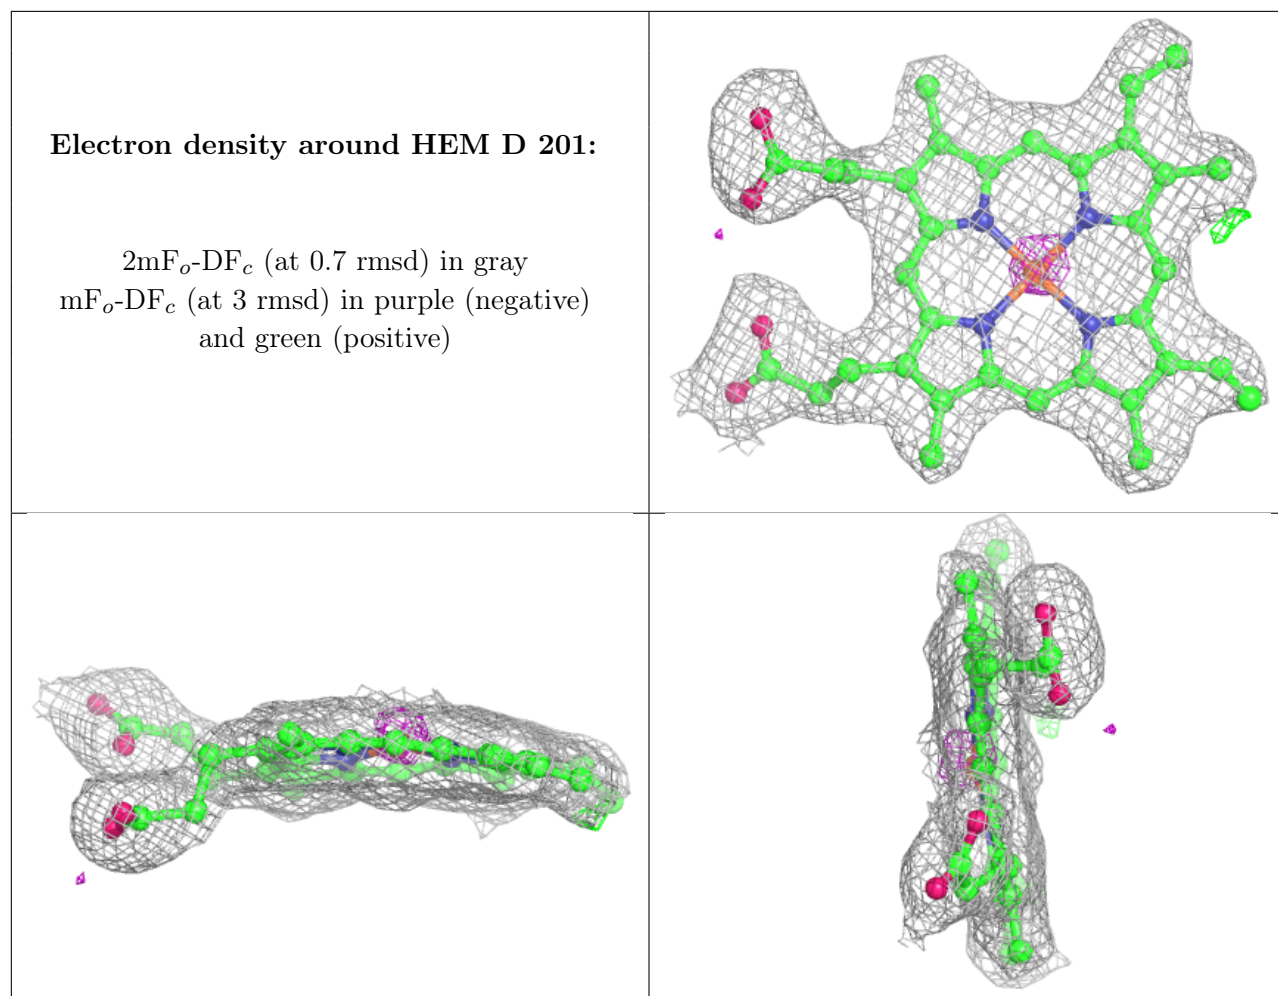 Electron density around HEM D 201:
2mFo-DFc (at 0.7 rmsd) in gray
mFo-DFc (at 3 rmsd) in purple (negative)
and green (positive)